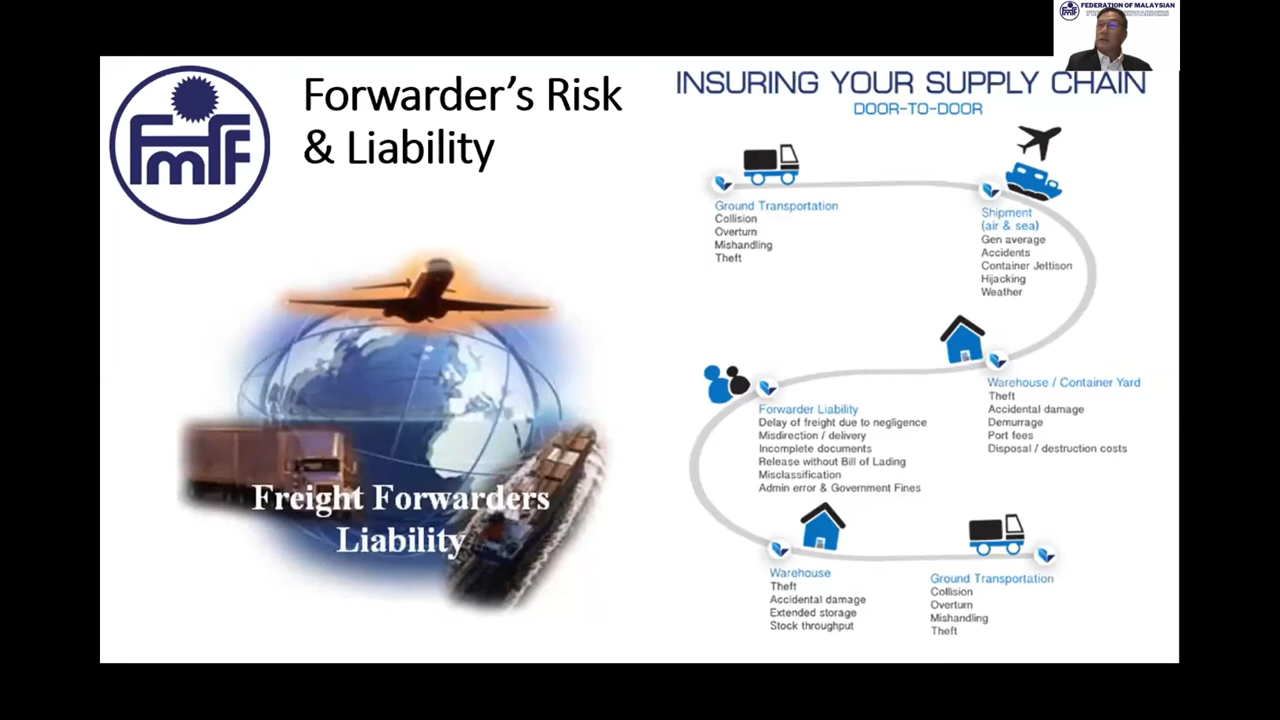 FEDERATION OF MALAYSIAN
FMFF
Forwarder's Risk
& Liability
Freight Forwarders
Liability
INSURING YOUR SUPPLY CHAIN
DOOR-TO-DOOR
Ground Transportation
Collision
Overturn
Mishandling
Theft
Shipment
(air & sea)
Gen average
Accidents
Container Jettison
Hijacking
Weather
Warehouse / Container Yard
Theft
Accidental damage
Demurrage
Port fees
Disposal / destruction costs
Forwarder Liability
Delay of freight due to negligence
Misdirection / delivery
Incomplete documents
Release without Bill of Lading
Misclassification
Admin error & Government Fines
Warehouse
Theft
Accidental damage
Extended storage
Stock throughput
Ground Transportation
Collision
Overturn
Mishandling
Theft